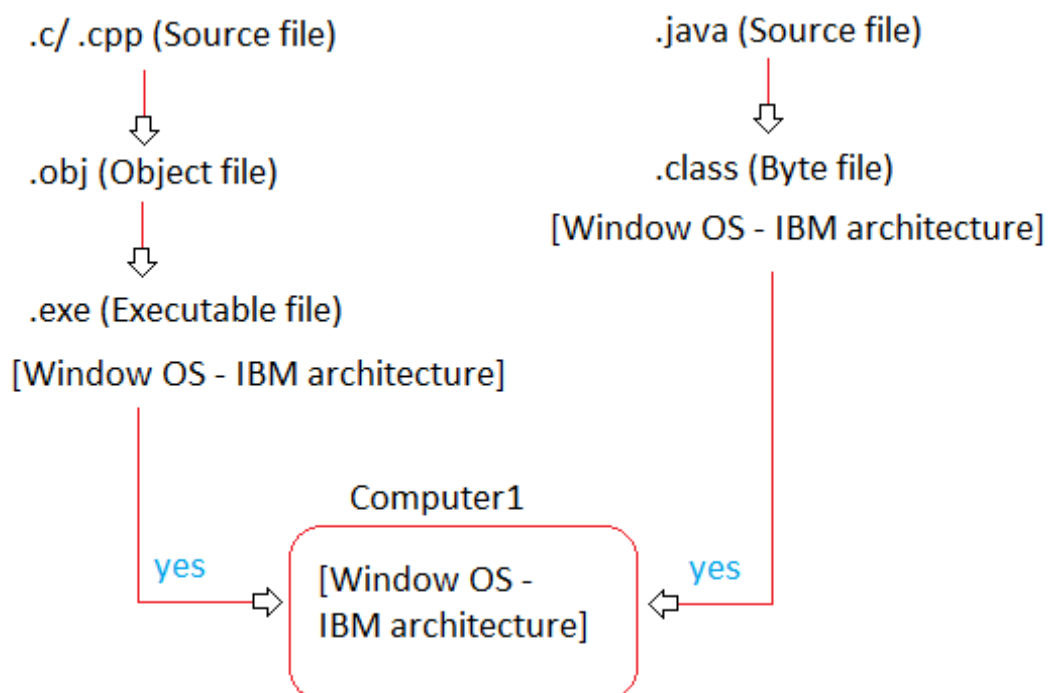 .c/ .cpp (Source file)
.java (Source file)
.obj (Object file)
.class (Byte file)
[Window OS - IBM architecture]
.exe (Executable file)
[Window OS - IBM architecture]
Computer1
yes
[Window OS -
IBM architecture]
yes